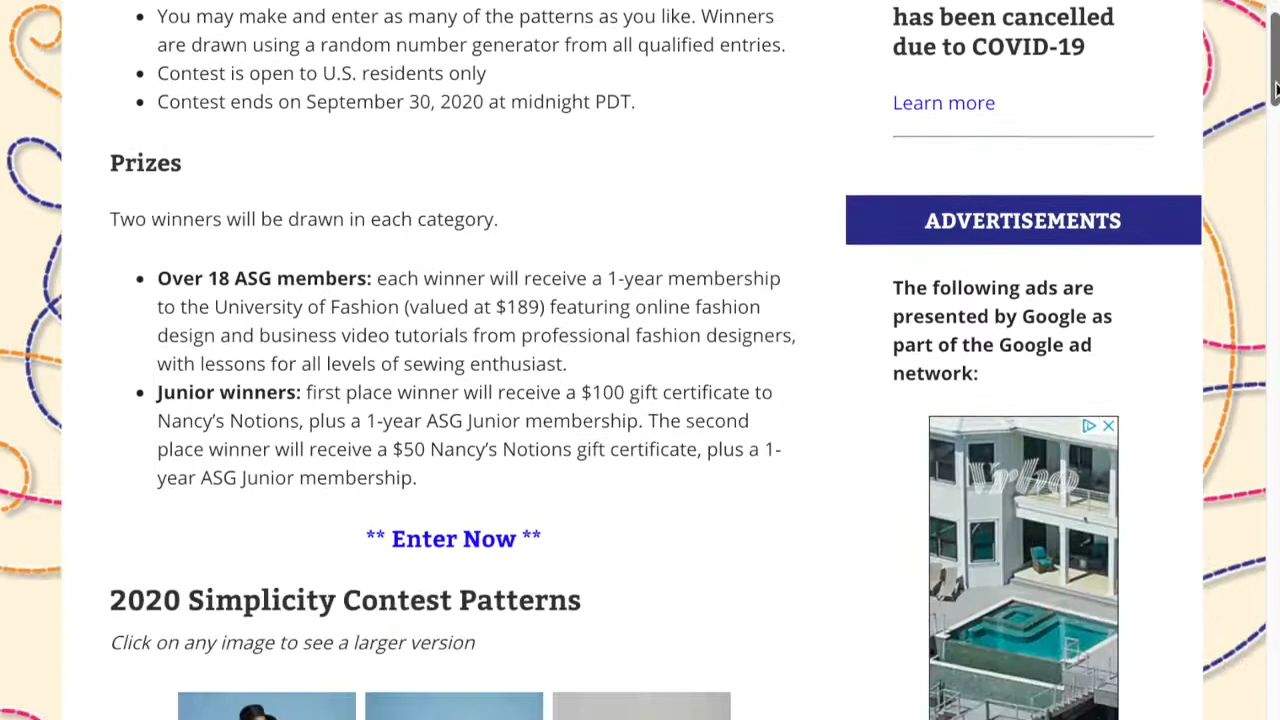 You may make and enter as many of the patterns as you like. Winners
are drawn using a random number generator from all qualified entries.
Contest is open to U.S. residents only
Contest ends on September 30, 2020 at midnight PDT.
Prizes
Two winners will be drawn in each category.
Over 18 ASG members: each winner will receive a 1-year membership
to the University of Fashion (valued at $189) featuring online fashion
design and business video tutorials from professional fashion designers,
with lessons for all levels of sewing enthusiast.
Junior winners: first place winner will receive a $100 gift certificate to
Nancy’s Notions, plus a 1-year ASG Junior membership. The second
place winner will receive a $50 Nancy’s Notions gift certificate, plus a 1-
year ASG Junior membership.
** Enter Now **
2020 Simplicity Contest Patterns
Click on any image to see a larger version
has been cancelled
due to COVID-19
Learn more
ADVERTISEMENTS
The following ads are
presented by Google as
part of the Google ad
network:
Vrbo